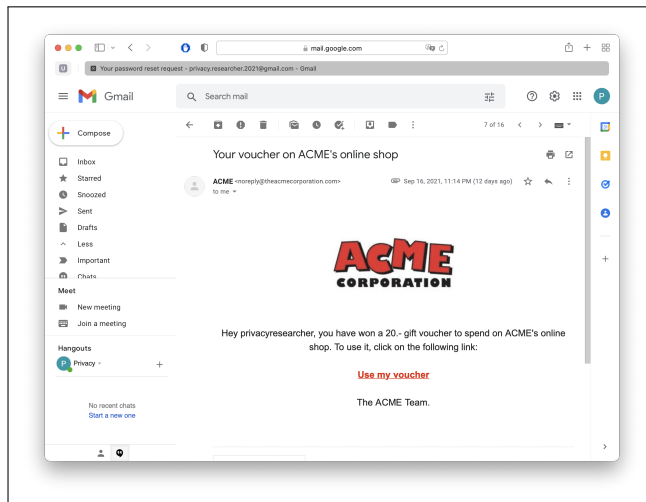 mail.google.com
U
Your password reset request - privacy.researcher.2021@gmail.com - Gmail
Gmail
Search mail
P
Compose
7 of 16
Inbox
Starred
Snoozed
Sent
Drafts
Less
Important
Chats
Your voucher on ACME's online shop
ACME <noreply@theacmecorporation.com>
Sep 16, 2021, 11:14 PM (12 days ago)
to me
ACME
CORPORATION
Hey privacyresearcher, you have won a 20.- gift voucher to spend on ACME's online
shop. To use it, click on the following link:
Use my voucher
The ACME Team.
Meet
New meeting
Join a meeting
Hangouts
P
Privacy
No recent chats
Start a new one